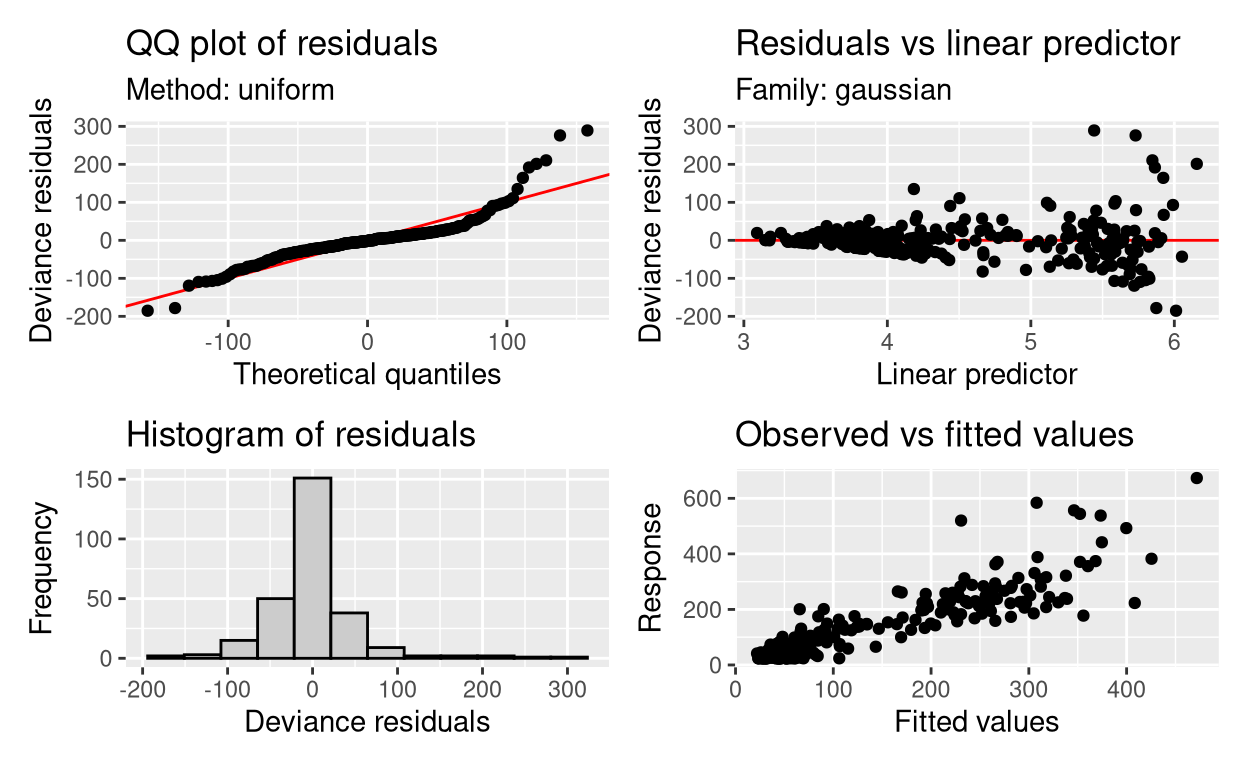 QQ plot of residuals
Method: uniform
Deviance residuals
300
200
100
0
-100
-200
-100
0
100
Theoretical quantiles
Residuals vs linear predictor
Family: gaussian
Deviance residuals
300
200
100
0
-100
-200
3
4
5
6
Linear predictor
Histogram of residuals
Frequency
150
100
50
0
-200
-100
0
100
200
300
Deviance residuals
Observed vs fitted values
Response
600
400
200
0
0
100
200
300
400
Fitted values